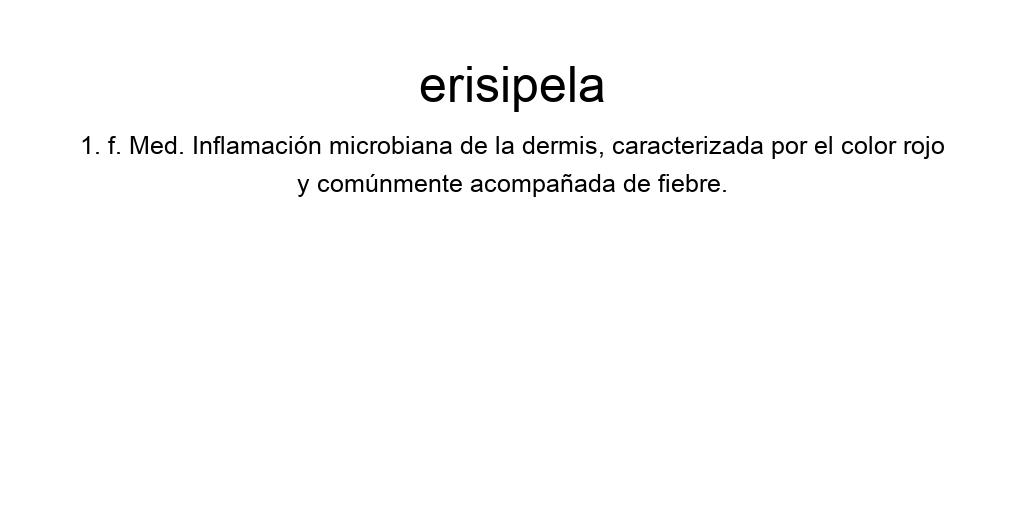 erisipela
1. f. Med. Inflamación microbiana de la dermis, caracterizada por el color rojo
y comúnmente acompañada de fiebre.